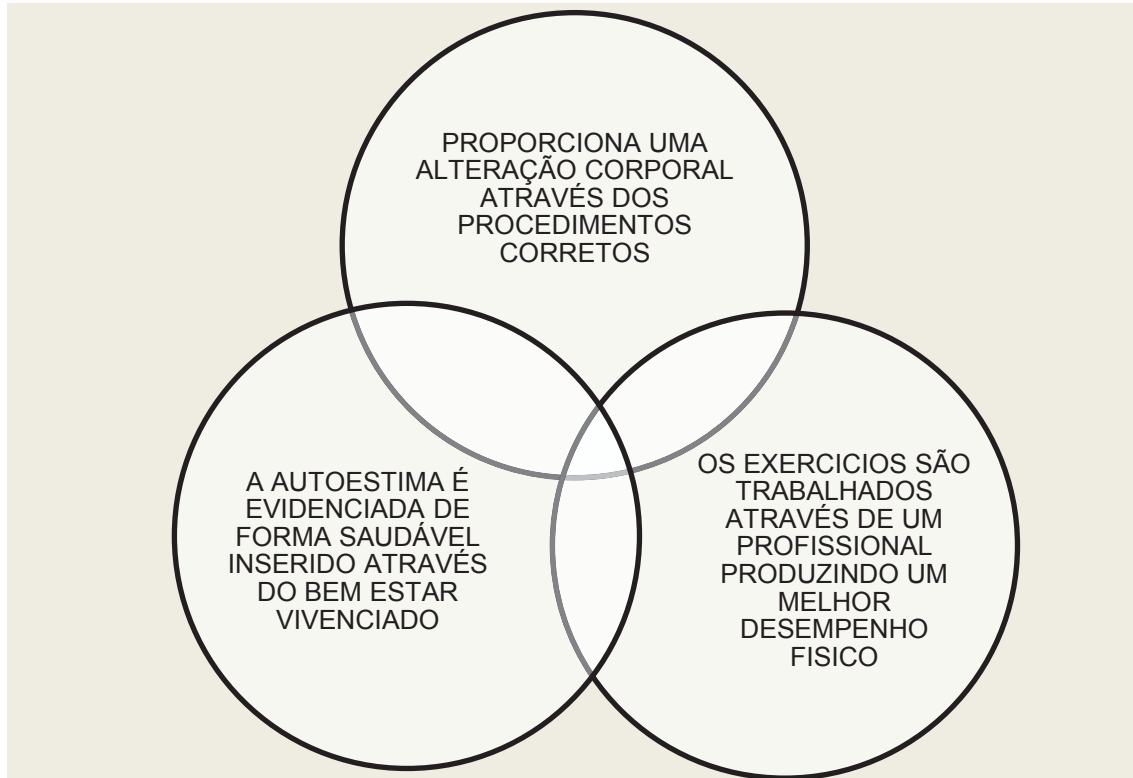 PROPORCIONA UMA
ALTERAÇÃO CORPORAL
ATRAVÉS DOS
PROCEDIMENTOS
CORRETOS
A AUTOESTIMA É
EVIDENCIADA DE
FORMA SAUDÁVEL
INSERIDO ATRAVÉS
DO BEM ESTAR
VIVENCIADO
OS EXERCICIOS SÃO
TRABALHADOS
ATRAVÉS DE UM
PROFISSIONAL
PRODUZINDO UM
MELHOR
DESEMPENHO
FISICO